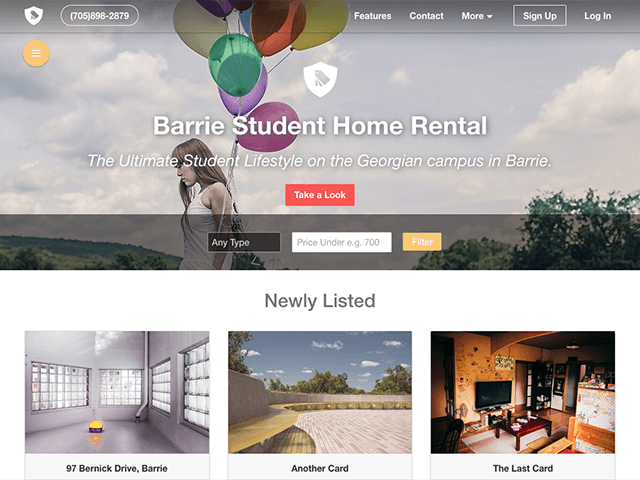 (705)898-2879
Features
Contact
More
Sign Up
Log In
Barrie Student Home Rental
The Ultimate Student Lifestyle on the Georgian campus in Barrie.
Take a Look
Any Type
Price Under e.g. 700
Filter
Newly Listed
97 Bernick Drive, Barrie
Another Card
The Last Card